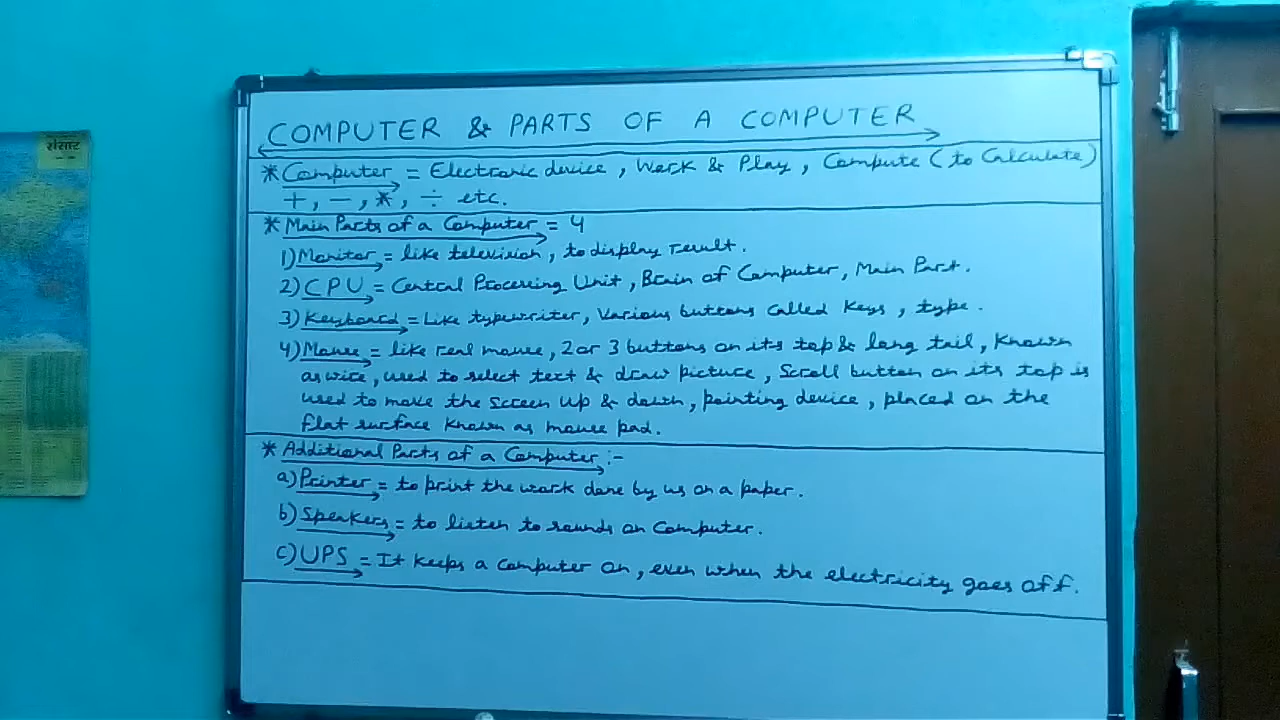 संसाट
COMPUTER & PARTS OF A COMPUTER
* Computer = Electronic device, Work & Play, Compute (to Calculate)
+, -, *, ÷ etc.
* Main Parts of a Computer = 4
1) Monitor = like television, to display result.
2) CPU = Central Processing Unit, Brain of Computer, Main Part.
3) Keyboard = Like typewriter, Various buttons called Keys, type.
4) Mouse = like real mouse, 2 or 3 buttons on its top & long tail, Known
as wire, used to select text & draw picture, Scroll button on its top is
used to make the screen up & down, pointing device, placed on the
flat surface known as mouse pad.
* Additional Parts of a Computer :-
a) Printer = to print the work done by us on a paper.
b) Speakers = to listen to sounds on Computer.
c) UPS = It keeps a computer on, even when the electricity goes off.